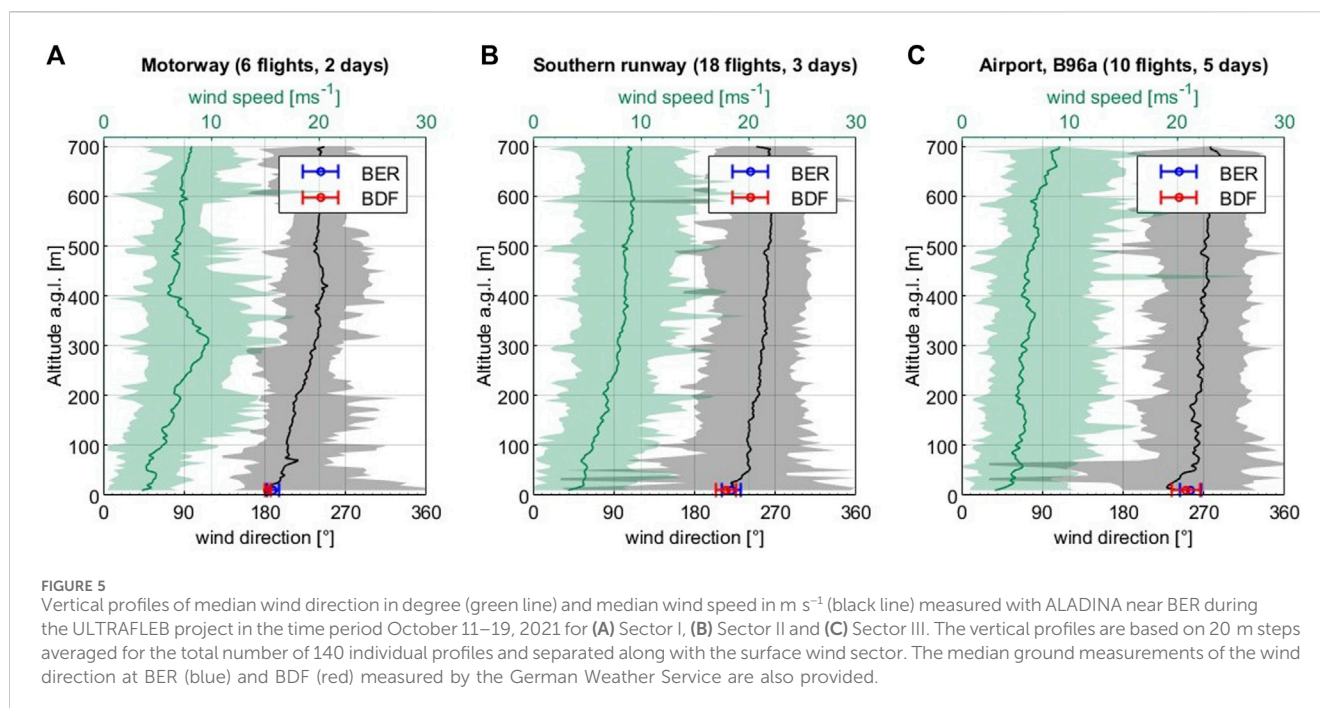 A
Motorway (6 flights, 2 days)
wind speed [ms⁻¹]
0 10 20 30
700
600
500
400
300
200
100
0
Altitude a.g.l. [m]
BER
BDF
0 90 180 270 360
wind direction [°]
B
Southern runway (18 flights, 3 days)
wind speed [ms⁻¹]
0 10 20 30
700
600
500
400
300
200
100
0
Altitude a.g.l. [m]
BER
BDF
0 90 180 270 360
wind direction [°]
C
Airport, B96a (10 flights, 5 days)
wind speed [ms⁻¹]
0 10 20 30
700
600
500
400
300
200
100
0
Altitude a.g.l. [m]
BER
BDF
0 90 180 270 360
wind direction [°]
FIGURE 5
Vertical profiles of median wind direction in degree (green line) and median wind speed in m s⁻¹ (black line) measured with ALADINA near BER during
the ULTRAFLEB project in the time period October 11–19, 2021 for (A) Sector I, (B) Sector II and (C) Sector III. The vertical profiles are based on 20 m steps
averaged for the total number of 140 individual profiles and separated along with the surface wind sector. The median ground measurements of the wind
direction at BER (blue) and BDF (red) measured by the German Weather Service are also provided.